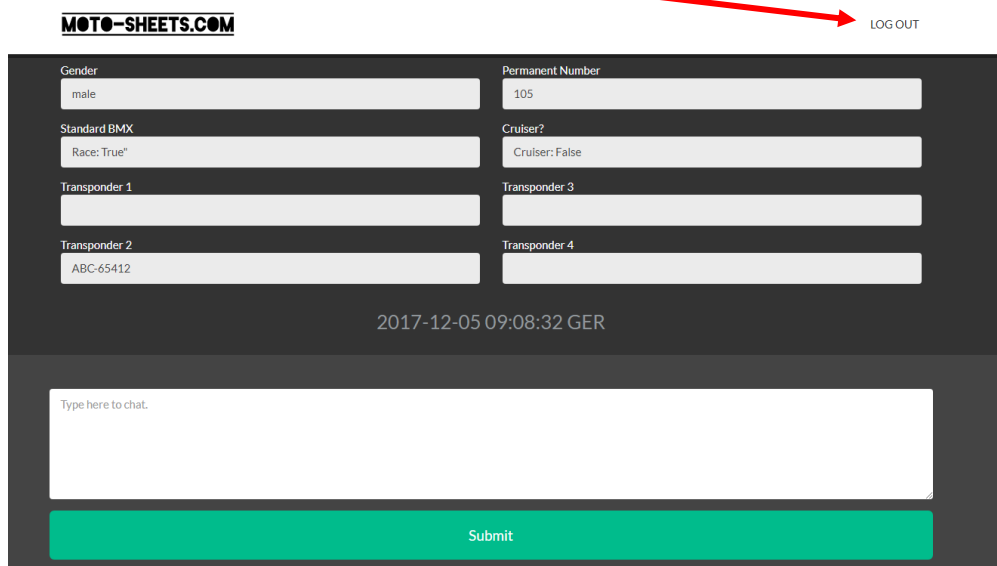 MOTO-SHEETS.COM
LOG OUT
Gender
Permanent Number
male
105
Standard BMX
Cruiser?
Race: True"
Cruiser: False
Transponder 1
Transponder 3
Transponder 2
Transponder 4
ABC-65412
2017-12-05 09:08:32 GER
Type here to chat.
Submit